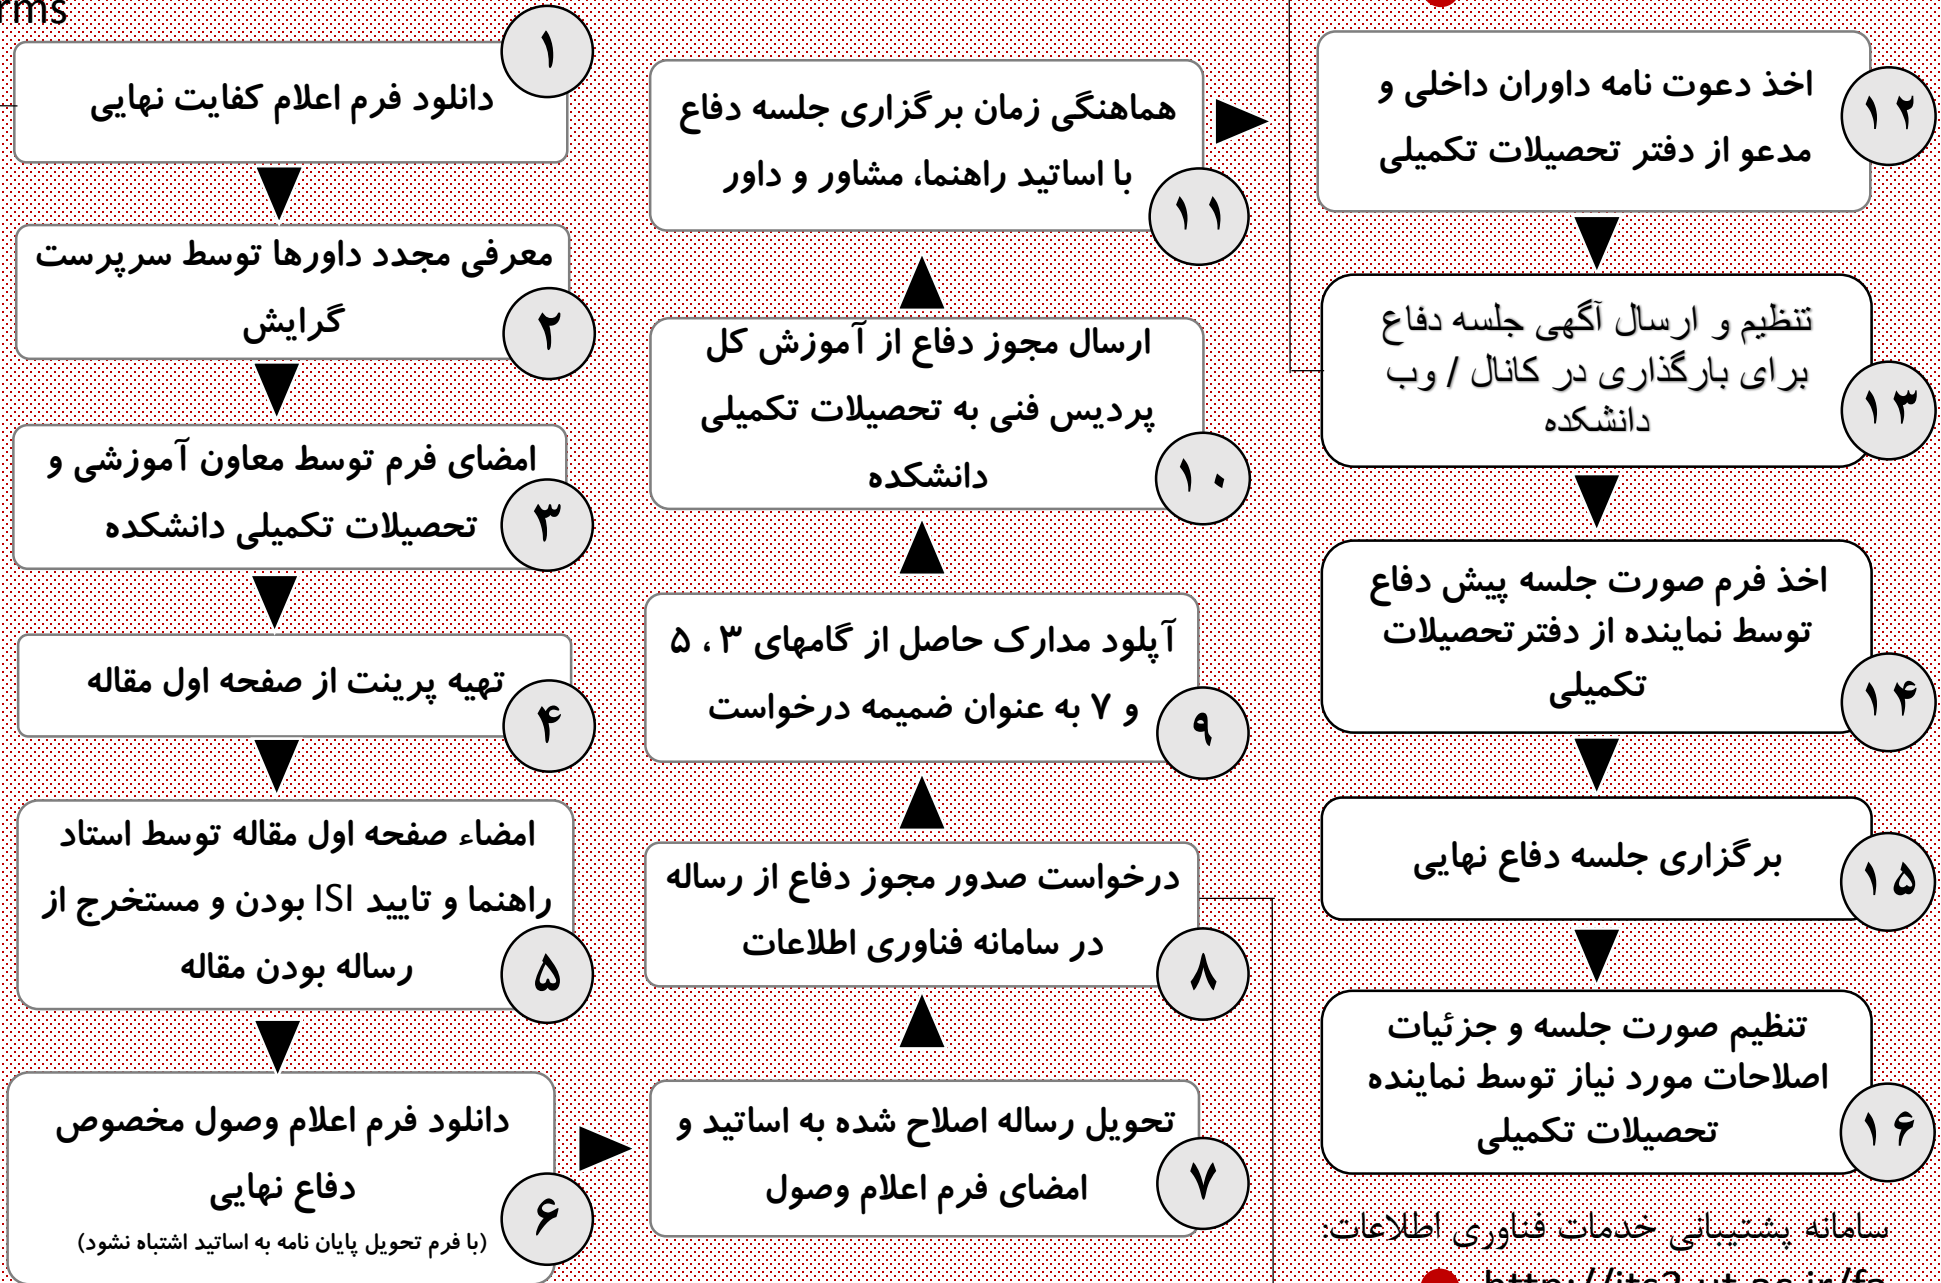 rms
۱
دانلود فرم اعلام کفایت نهایی
معرفی مجدد داورها توسط سرپرست
گرایش
۲
امضای فرم توسط معاون آموزشی و
تحصیلات تکمیلی دانشکده
۳
تهیه پرینت از صفحه اول مقاله
۴
امضاء صفحه اول مقاله توسط استاد
راهنما و تایید ISI بودن و مستخرج از
رساله بودن مقاله
۵
دانلود فرم اعلام وصول مخصوص
دفاع نهایی
(با فرم تحویل پایان نامه به اساتید اشتباه نشود)
۶
تحویل رساله اصلاح شده به اساتید و
امضای فرم اعلام وصول
۷
درخواست صدور مجوز دفاع از رساله
در سامانه فناوری اطلاعات
۸
آپلود مدارک حاصل از گامهای ۳ ، ۵
و ۷ به عنوان ضمیمه درخواست
۹
ارسال مجوز دفاع از آموزش کل
پردیس فنی به تحصیلات تکمیلی
دانشکده
۱۰
هماهنگی زمان برگزاری جلسه دفاع
با اساتید راهنما، مشاور و داور
۱۱
اخذ دعوت نامه داوران داخلی و
مدعو از دفتر تحصیلات تکمیلی
۱۲
تنظیم و ارسال آگهی جلسه دفاع
برای بارگذاری در کانال / وب
دانشکده
۱۳
اخذ فرم صورت جلسه پیش دفاع
توسط نماینده از دفترتحصیلات
تکمیلی
۱۴
برگزاری جلسه دفاع نهایی
۱۵
تنظیم صورت جلسه و جزئیات
اصلاحات مورد نیاز توسط نماینده
تحصیلات تکمیلی
۱۶
سامانه پشتیبانی خدمات فناوری اطلاعات:
http://its2.ut.ac.ir/f